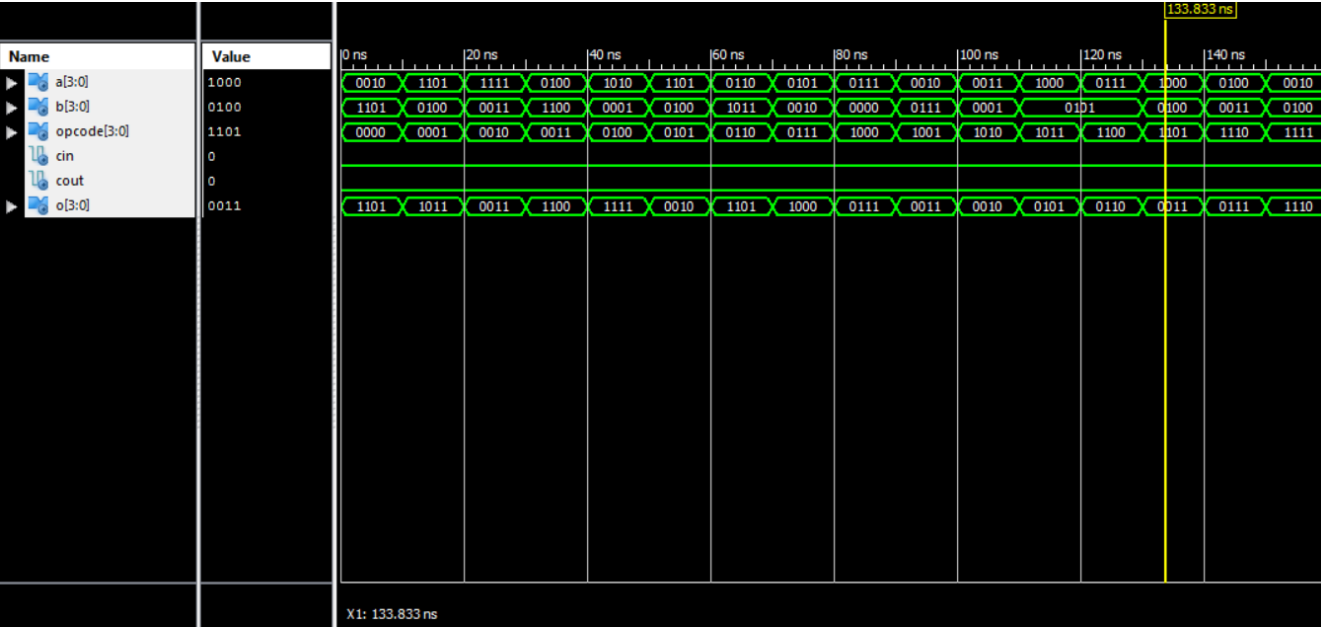 133.833 ns
Name Value 0 ns 20 ns 40 ns 60 ns 80 ns 100 ns 120 ns 140 ns
a[3:0] 1000 0010 1101 1111 0100 1010 1101 0110 0101 0111 0010 0011 1000 0111 1000 0100 0010
b[3:0] 0100 1101 0100 0011 1100 0001 0100 1011 0010 0000 0111 0001 0101 0100 0011 0100
opcode[3:0] 1101 0000 0001 0010 0011 0100 0101 0110 0111 1000 1001 1010 1011 1100 1101 1110 1111
cin 0
cout 0
o[3:0] 0011 1101 1011 0011 1100 1111 0010 1101 1000 0111 0011 0010 0101 0110 0011 0111 1110
X1: 133.833 ns